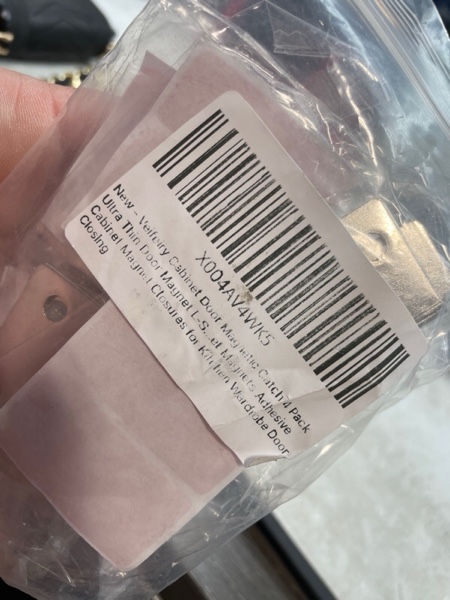 X004AV4WK5
New - Cabinet Door Magnetic Catch 4 Pack
Ultra Thin Door Magnet L-S...et Magnets Adhesive
Cabinet Magnet Closures for Kitchen Wardrobe Door
Closing